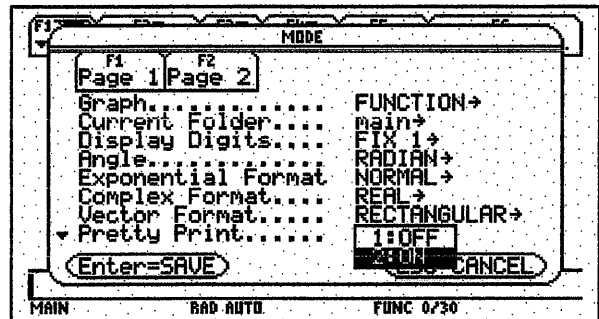 MODE
F1 F2
Page 1 Page 2
Graph............. FUNCTION→
Current Folder.... main→
Display Digits.... FIX 1→
Angle............. RADIAN→
Exponential Format NORMAL→
Complex Format.... REAL→
Vector Format..... RECTANGULAR→
Pretty Print...... 1:OFF
2:ON
Enter=SAVE CANCEL
MAIN RAD AUTO FUNC 0/30